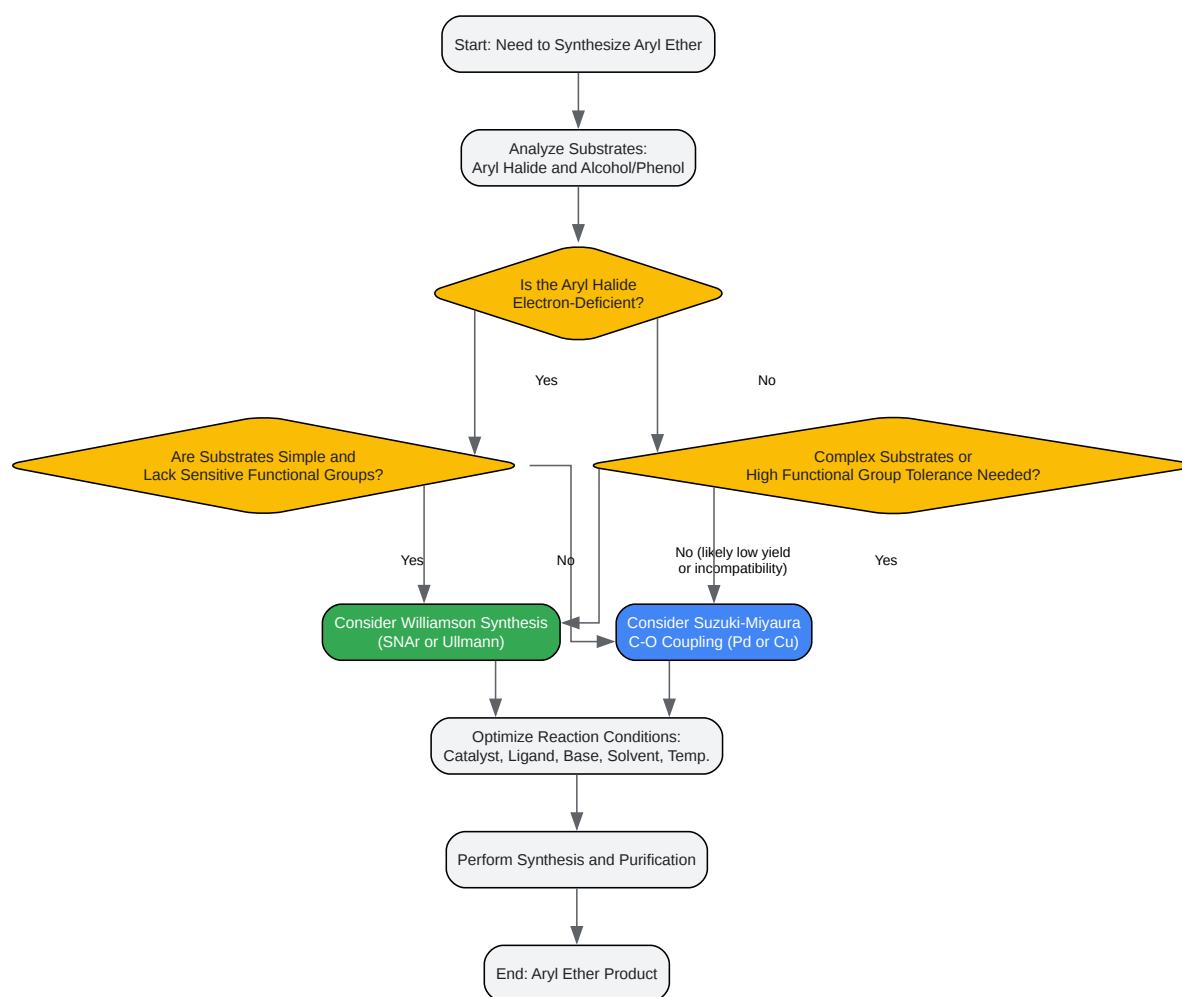 Start: Need to Synthesize Aryl Ether
Analyze Substrates:
Aryl Halide and Alcohol/Phenol
Is the Aryl Halide
Electron-Deficient?
Yes
No
Are Substrates Simple and
Lack Sensitive Functional Groups?
Complex Substrates or
High Functional Group Tolerance Needed?
Yes
No
No (likely low yield
or incompatibility)
Yes
Consider Williamson Synthesis
(SNAr or Ullmann)
Consider Suzuki-Miyaura
C-O Coupling (Pd or Cu)
Optimize Reaction Conditions:
Catalyst, Ligand, Base, Solvent, Temp.
Perform Synthesis and Purification
End: Aryl Ether Product